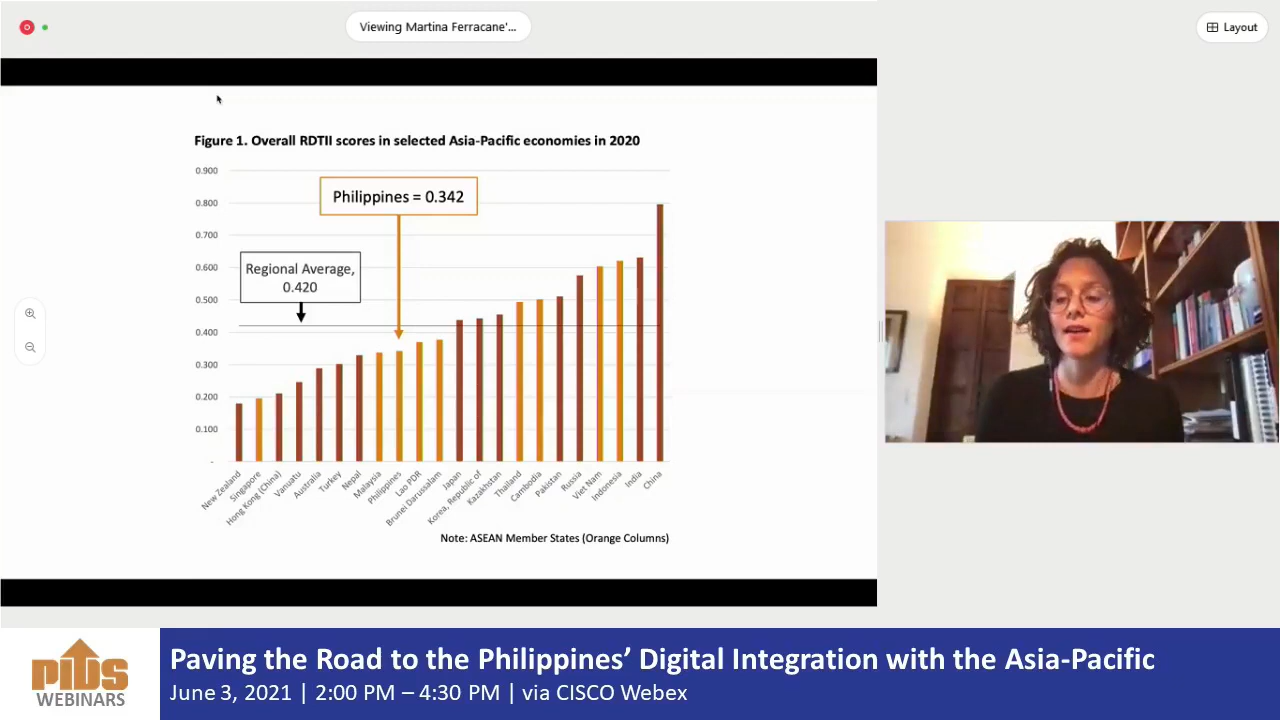 Viewing Martina Ferracane'...
Layout
Figure 1. Overall RDTII scores in selected Asia-Pacific economies in 2020
0.900
0.800
0.700
0.600
0.500
0.400
0.300
0.200
0.100
-
Philippines = 0.342
Regional Average,
0.420
New Zealand
Singapore
Hong Kong (China)
Vanuatu
Australia
Turkey
Nepal
Malaysia
Philippines
Lao PDR
Brunei Darussalam
Japan
Korea, Republic of
Kazakhstan
Thailand
Cambodia
Pakistan
Russia
Viet Nam
Indonesia
India
China
Note: ASEAN Member States (Orange Columns)
PIDS
WEBINARS
Paving the Road to the Philippines’ Digital Integration with the Asia-Pacific
June 3, 2021 | 2:00 PM – 4:30 PM | via CISCO Webex